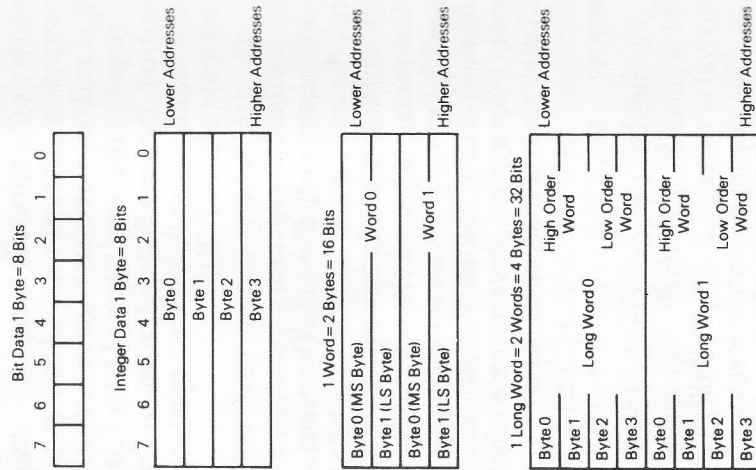 Bit Data 1 Byte = 8 Bits
7 6 5 4 3 2 1 0
Integer Data 1 Byte = 8 Bits
7 6 5 4 3 2 1 0
Byte 0
Lower Addresses
Byte 1
Byte 2
Byte 3
Higher Addresses
1 Word = 2 Bytes = 16 Bits
Byte 0 (MS Byte)
Lower Addresses
Word 0
Byte 1 (LS Byte)
Byte 0 (MS Byte)
Word 1
Byte 1 (LS Byte)
Higher Addresses
1 Long Word = 2 Words = 4 Bytes = 32 Bits
Byte 0
Lower Addresses
High Order
Word
Byte 1
Long Word 0
Byte 2
Low Order
Word
Byte 3
Byte 0
High Order
Word
Byte 1
Long Word 1
Byte 2
Low Order
Word
Byte 3
Higher Addresses